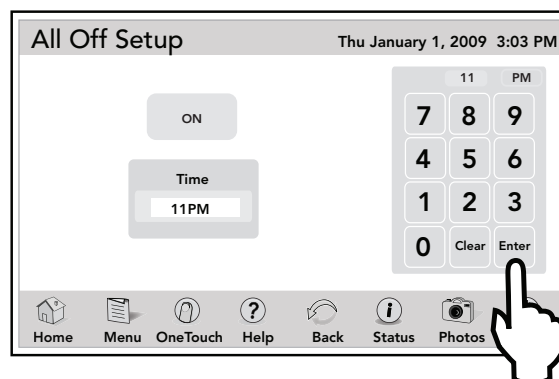 All Off Setup Thu January 1, 2009 3:03 PM
11 PM
ON
7 8 9
4 5 6
Time
11PM
1 2 3
0 Clear Enter
Home Menu OneTouch Help Back Status Photos